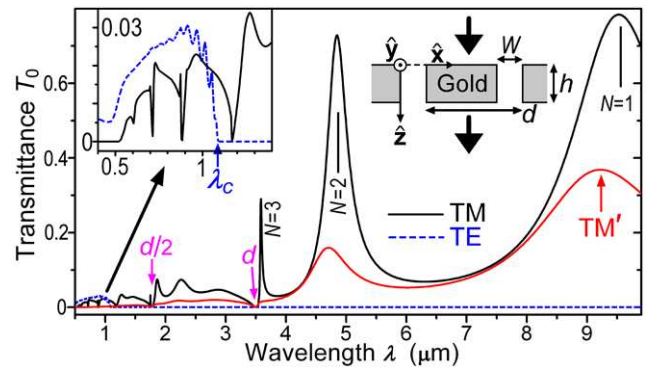 0.03
0
0.5
1
λc
ŷ
x̂
W
Gold
h
d
ẑ
N=1
N=2
N=3
d/2
d
TM
TE
TM′
0.6
0.4
0.2
0
1
2
3
4
5
6
7
8
9
Transmittance T0
Wavelength λ (μm)